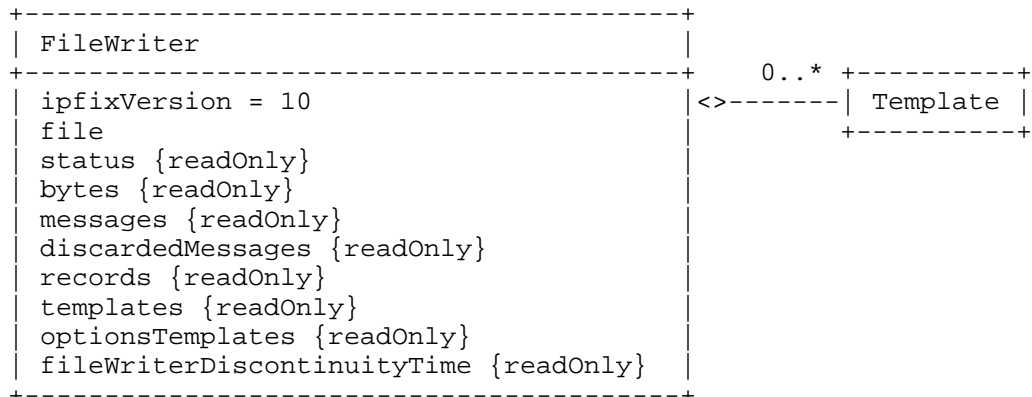 +------------------------------------------+
| FileWriter                               |
+------------------------------------------+    0..* +----------+
| ipfixVersion = 10                        |<>-------| Template |
| file                                     |         +----------+
| status {readOnly}                        |
| bytes {readOnly}                         |
| messages {readOnly}                      |
| discardedMessages {readOnly}             |
| records {readOnly}                       |
| templates {readOnly}                     |
| optionsTemplates {readOnly}              |
| fileWriterDiscontinuityTime {readOnly}   |
+------------------------------------------+